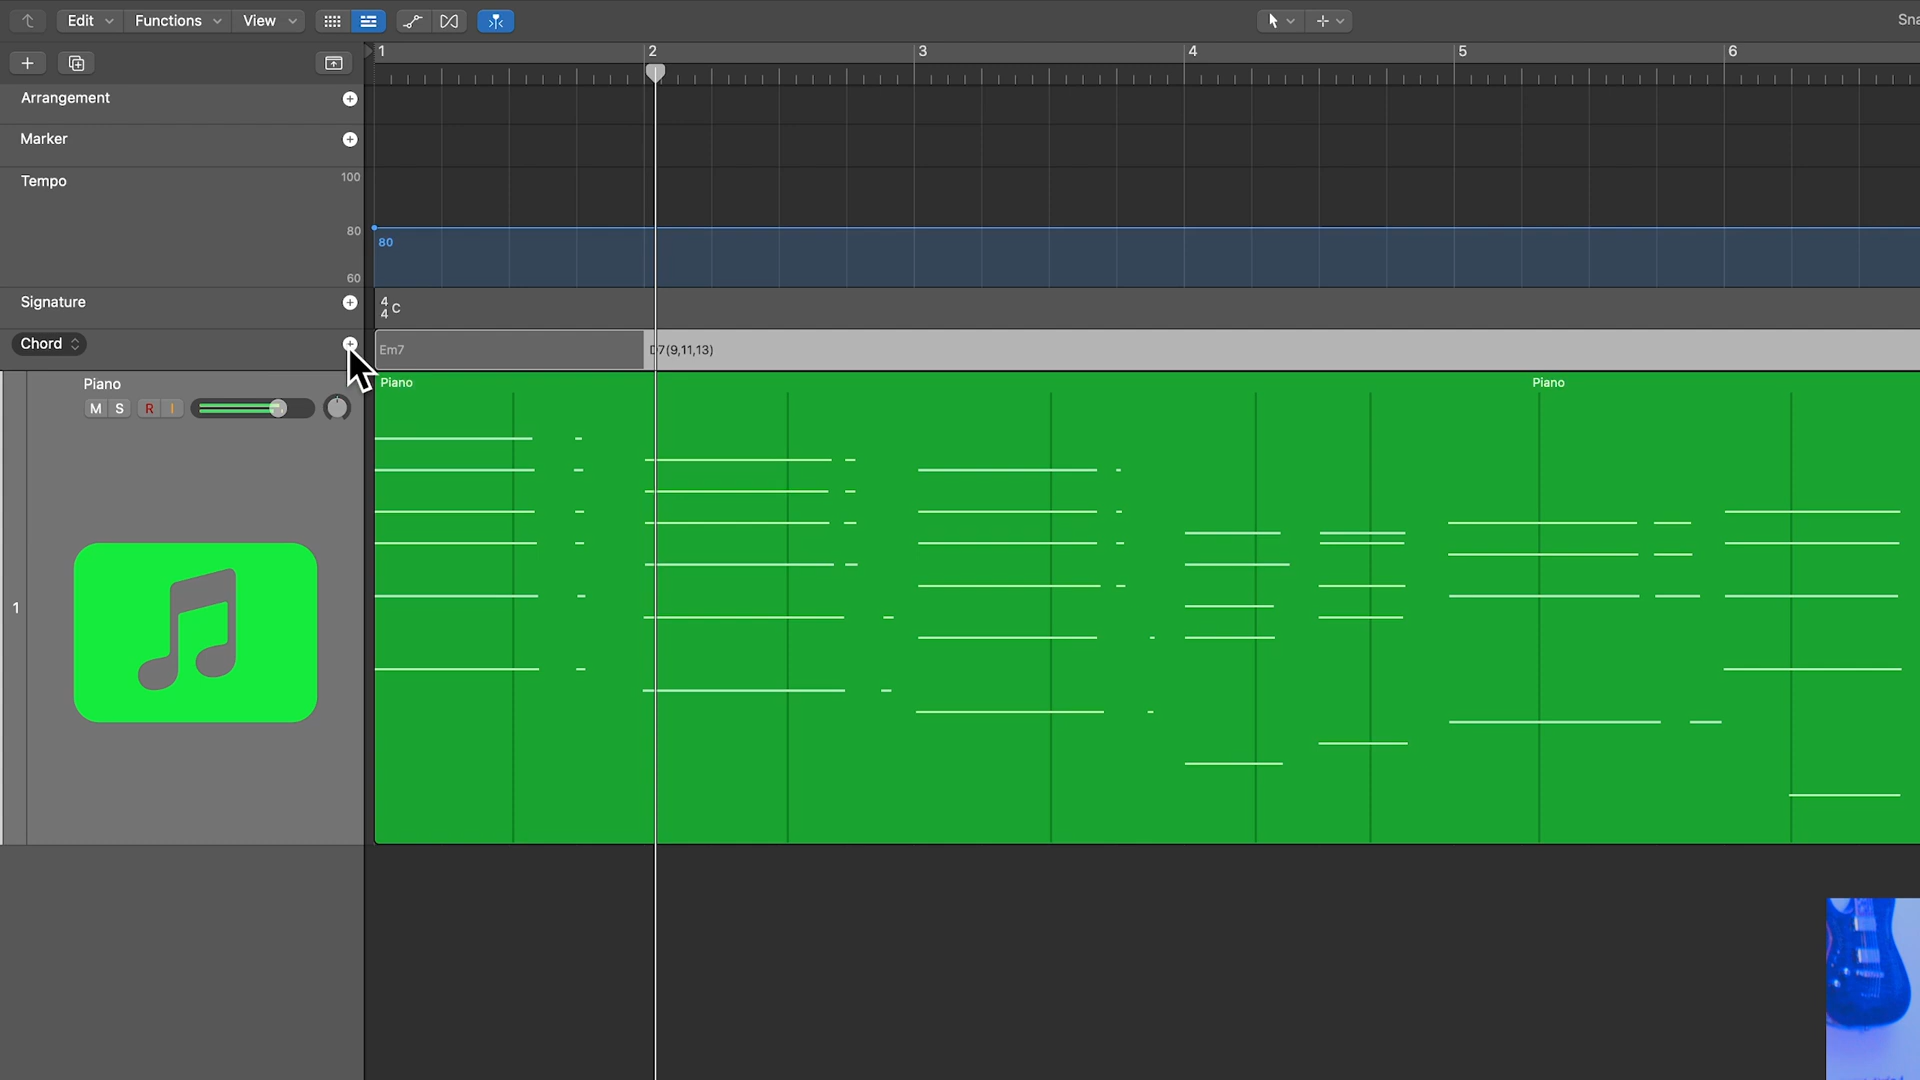 Edit Functions View Sna
1 2 3 4 5 6
Arrangement
Marker
Tempo 100
80
80
60
Signature 4 4 C
Chord Em7 D7(9,11,13)
Piano Piano Piano
M S R I
1